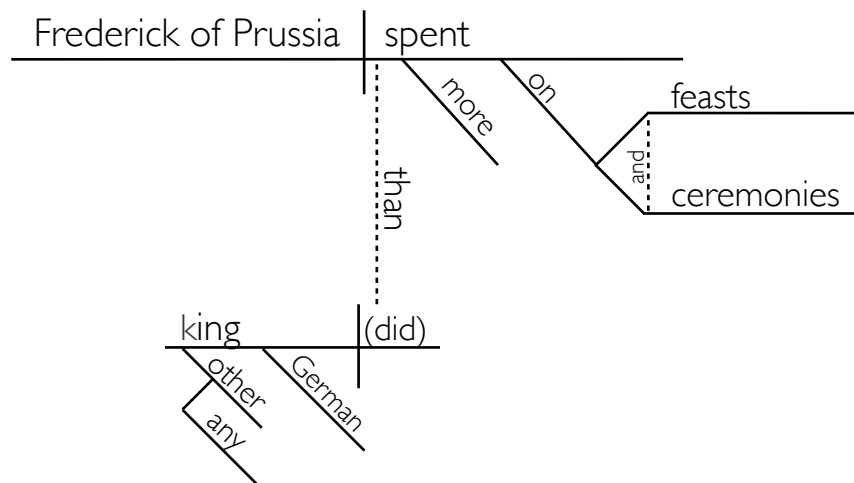 Frederick of Prussia spent
more
on
feasts
and
ceremonies
than
king (did)
other
German
any